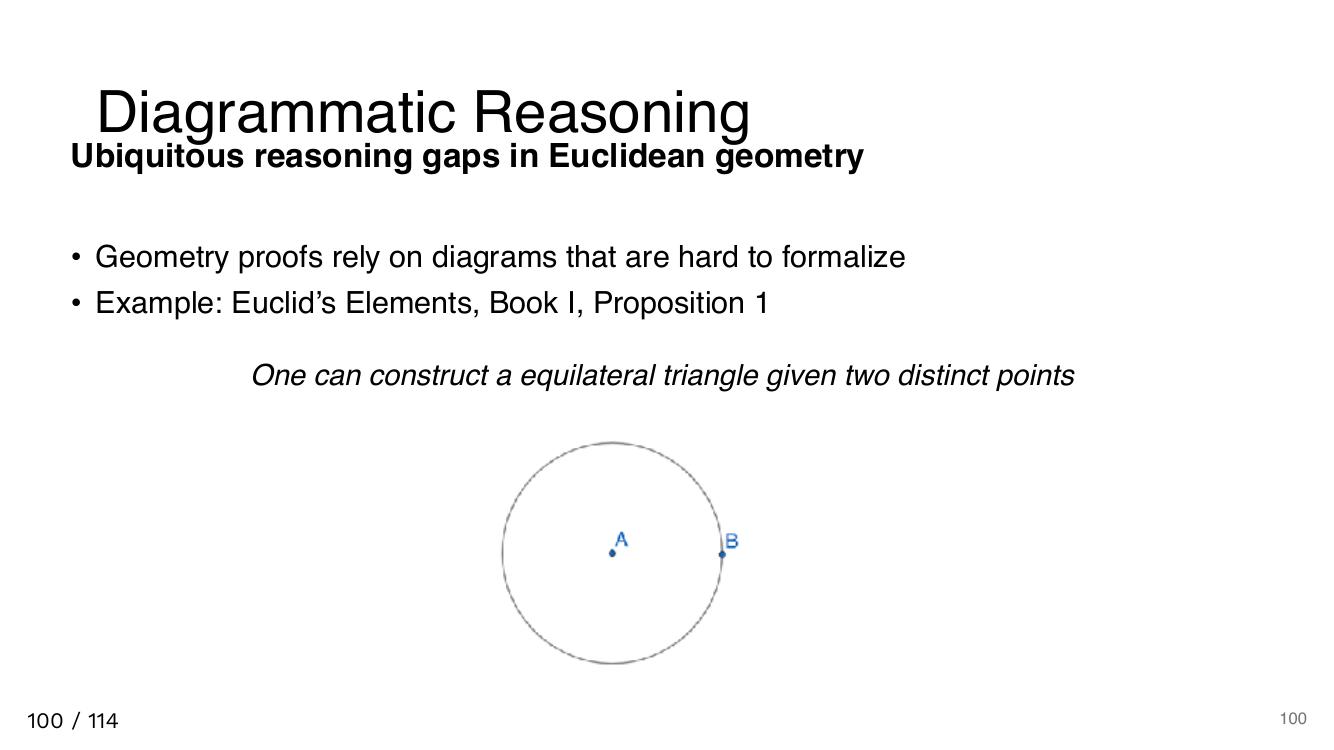 Diagrammatic Reasoning
Ubiquitous reasoning gaps in Euclidean geometry
• Geometry proofs rely on diagrams that are hard to formalize
• Example: Euclid’s Elements, Book I, Proposition 1
One can construct a equilateral triangle given two distinct points
A
B
100 / 114
100